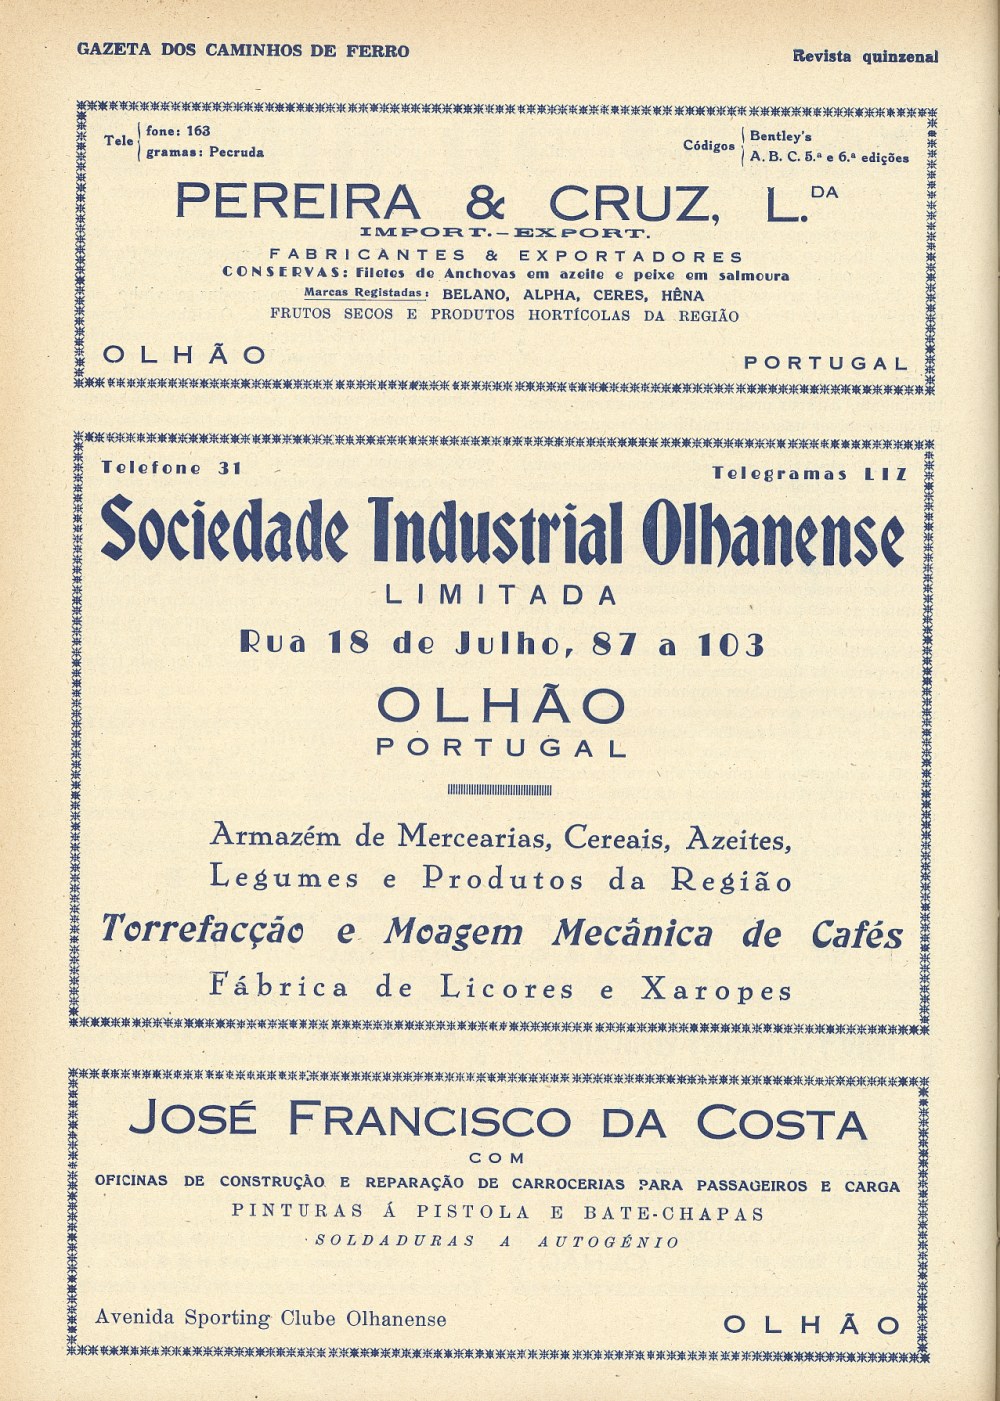 GAZETA DOS CAMINHOS DE FERRO
Revista quinzenal
Tele
fone: 163
gramas: Pecruda
Códigos
Bentley's
A. B. C. 5.ª e 6.ª edições
PEREIRA & CRUZ, L.DA
IMPORT.-EXPORT.
FABRICANTES & EXPORTADORES
CONSERVAS: Filetes de Anchovas em azeite e peixe em salmoura
Marcas Registadas: BELANO, ALPHA, CERES, HÊNA
FRUTOS SECOS E PRODUTOS HORTÍCOLAS DA REGIÃO
OLHÃO
PORTUGAL
Telefone 31
Telegramas LIZ
Sociedade Industrial Olhanense
LIMITADA
Rua 18 de Julho, 87 a 103
OLHÃO
PORTUGAL
Armazém de Mercearias, Cereais, Azeites,
Legumes e Produtos da Região
Torrefacção e Moagem Mecânica de Cafés
Fábrica de Licores e Xaropes
JOSÉ FRANCISCO DA COSTA
COM
OFICINAS DE CONSTRUÇÃO E REPARAÇÃO DE CARROCERIAS PARA PASSAGEIROS E CARGA
PINTURAS Á PISTOLA E BATE-CHAPAS
SOLDADURAS A AUTOGÉNIO
Avenida Sporting Clube Olhanense
OLHÃO